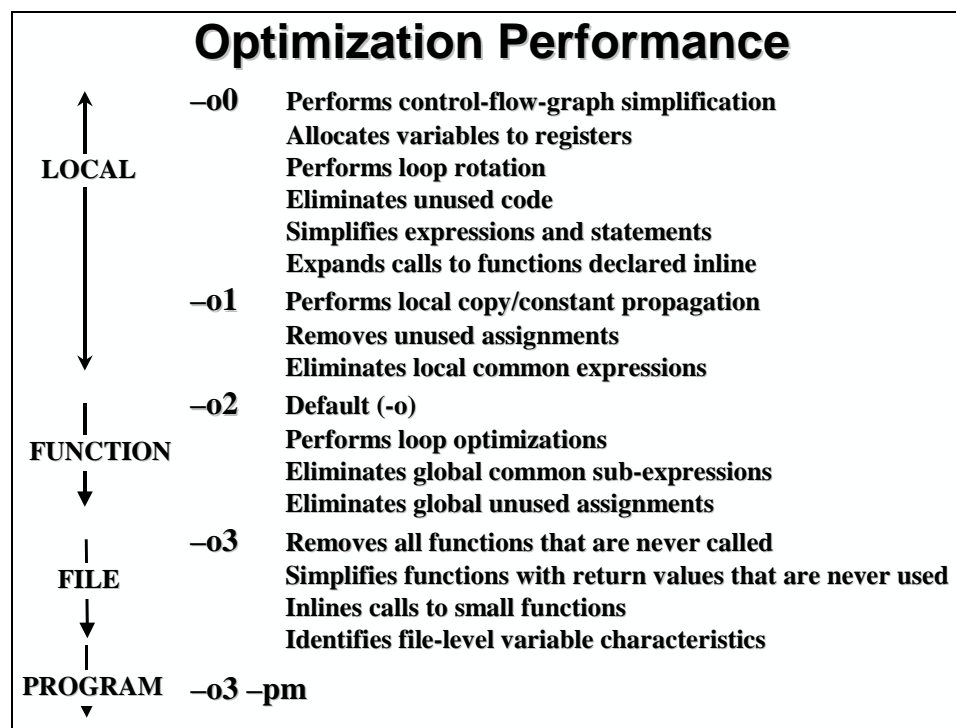 Optimization Performance
–o0 Performs control-flow-graph simplification
Allocates variables to registers
LOCAL Performs loop rotation
Eliminates unused code
Simplifies expressions and statements
Expands calls to functions declared inline
–o1 Performs local copy/constant propagation
Removes unused assignments
Eliminates local common expressions
–o2 Default (-o)
FUNCTION Performs loop optimizations
Eliminates global common sub-expressions
Eliminates global unused assignments
–o3 Removes all functions that are never called
FILE Simplifies functions with return values that are never used
Inlines calls to small functions
Identifies file-level variable characteristics
PROGRAM –o3 –pm